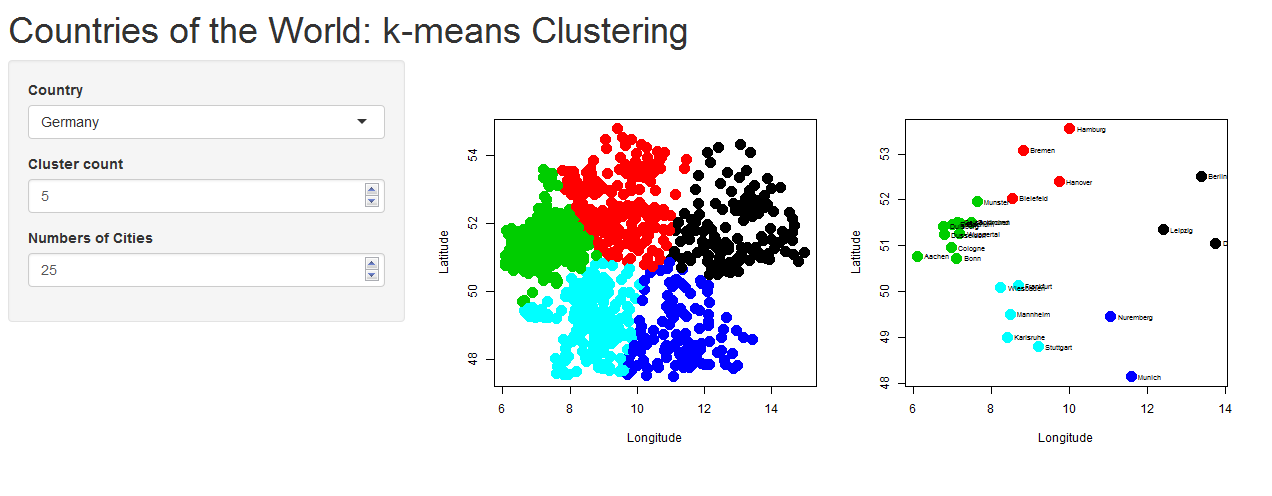 Countries of the World: k-means Clustering
Country
Germany
Cluster count
5
Numbers of Cities
25
54
52
50
48
Latitude
6
8
10
12
14
Longitude
53
52
51
50
49
48
Latitude
6
8
10
12
14
Longitude
Hamburg
Bremen
Hanover
Bielefeld
Berlin
Munster
Leipzig
D
Wuppertal
Cologne
Aachen
Bonn
Wiesbaden
Frankfurt
Mannheim
Nuremberg
Karlsruhe
Stuttgart
Munich